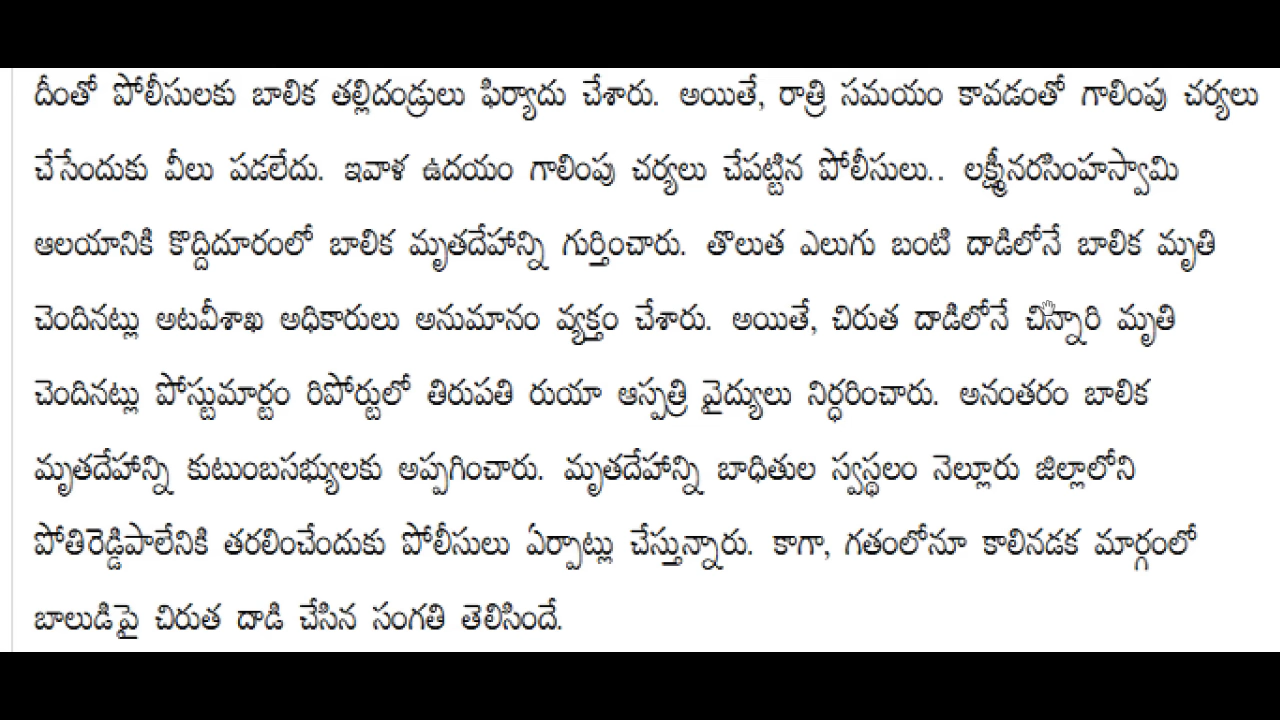 దీంతో పోలీసులకు బాలిక తల్లిదండ్రులు ఫిర్యాదు చేశారు. అయితే, రాత్రి సమయం కావడంతో గాలింపు చర్యలు
చేసేందుకు వీలు పడలేదు. ఇవాళ ఉదయం గాలింపు చర్యలు చేపట్టిన పోలీసులు.. లక్ష్మీనరసింహస్వామి
ఆలయానికి కొద్దిదూరంలో బాలిక మృతదేహాన్ని గుర్తించారు. తొలుత ఎలుగు బంటి దాడిలోనే బాలిక మృతి
చెందినట్లు అటవీశాఖ అధికారులు అనుమానం వ్యక్తం చేశారు. అయితే, చిరుత దాడిలోనే చిన్నారి మృతి
చెందినట్లు పోస్టుమార్టం రిపోర్టులో తిరుపతి రుయా ఆస్పత్రి వైద్యులు నిర్ధరించారు. అనంతరం బాలిక
మృతదేహాన్ని కుటుంబసభ్యులకు అప్పగించారు. మృతదేహాన్ని బాధితుల స్వస్థలం నెల్లూరు జిల్లాలోని
పోతిరెడ్డిపాలేనికి తరలించేందుకు పోలీసులు ఏర్పాట్లు చేస్తున్నారు. కాగా, గతంలోనూ కాలినడక మార్గంలో
బాలుడిపై చిరుత దాడి చేసిన సంగతి తెలిసిందే.